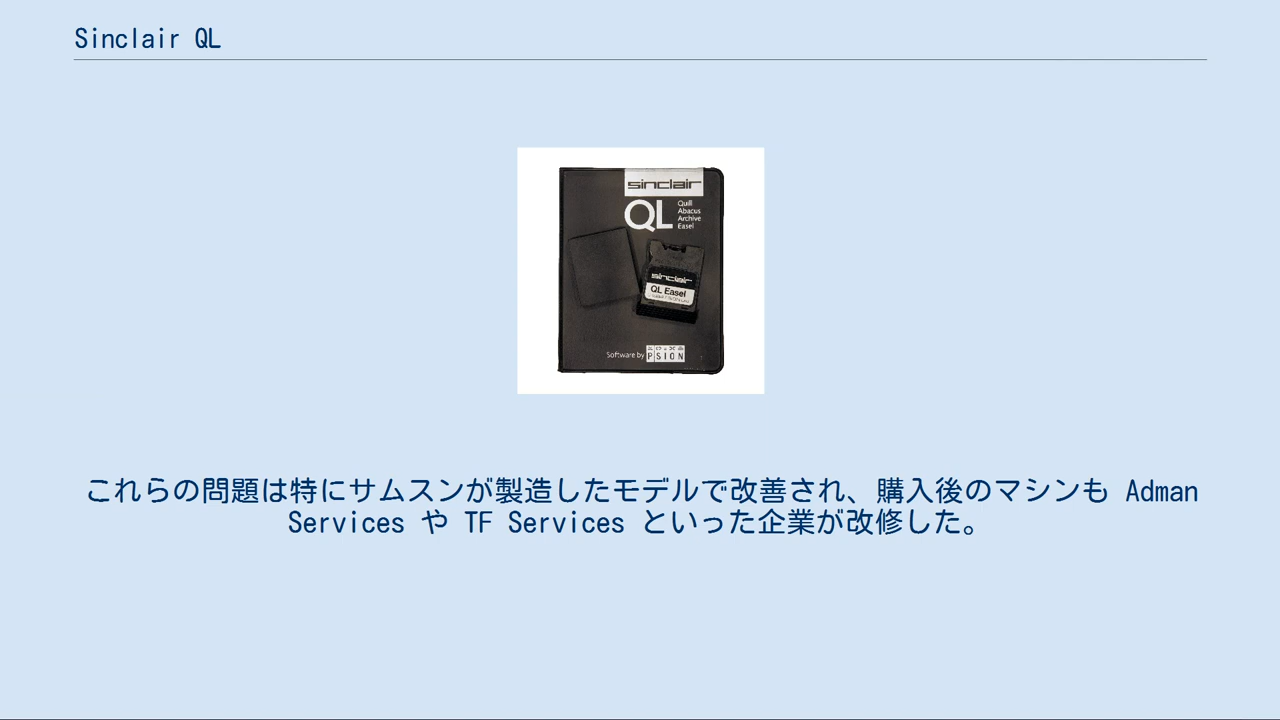 Sinclair QL
sinclair
QL
Quill
Abacus
Archive
Easel
sinclair
QL Easel
Software by PSION
これらの問題は特にサムスンが製造したモデルで改善され、購入後のマシンも Adman
Services や TF Services といった企業が改修した。